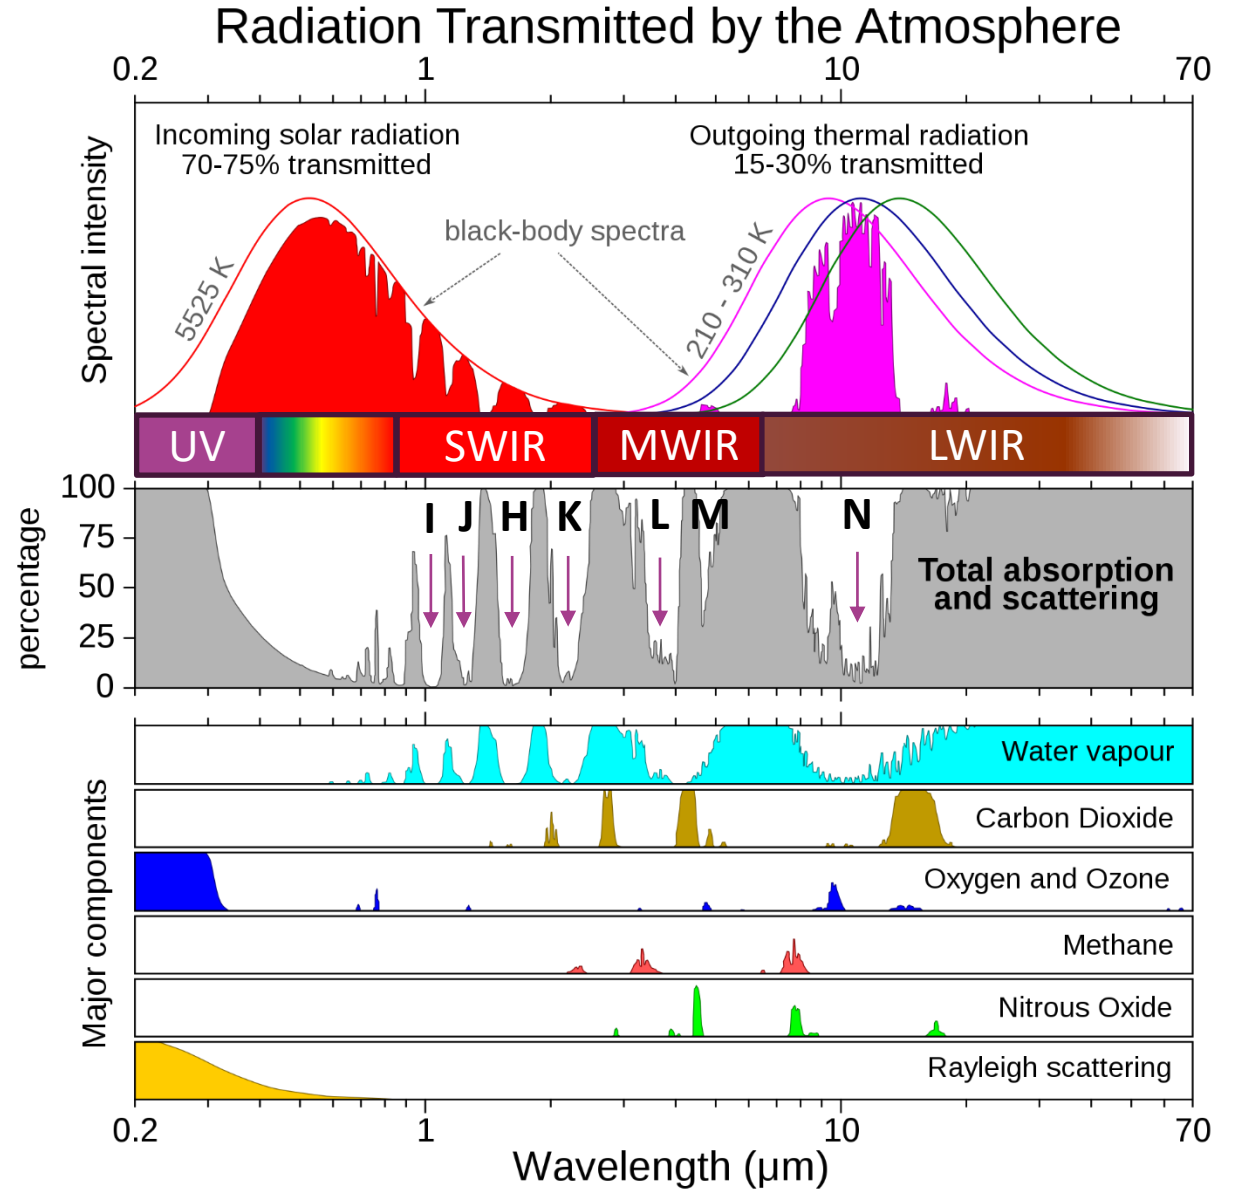 Radiation Transmitted by the Atmosphere
0.2 1 10 70
Spectral intensity
Incoming solar radiation
70-75% transmitted
Outgoing thermal radiation
15-30% transmitted
black-body spectra
5525 K
210 - 310 K
UV SWIR MWIR LWIR
percentage
100
75
50
25
0
I J H K L M N
Total absorption
and scattering
Major components
Water vapour
Carbon Dioxide
Oxygen and Ozone
Methane
Nitrous Oxide
Rayleigh scattering
0.2 1 10 70
Wavelength (μm)